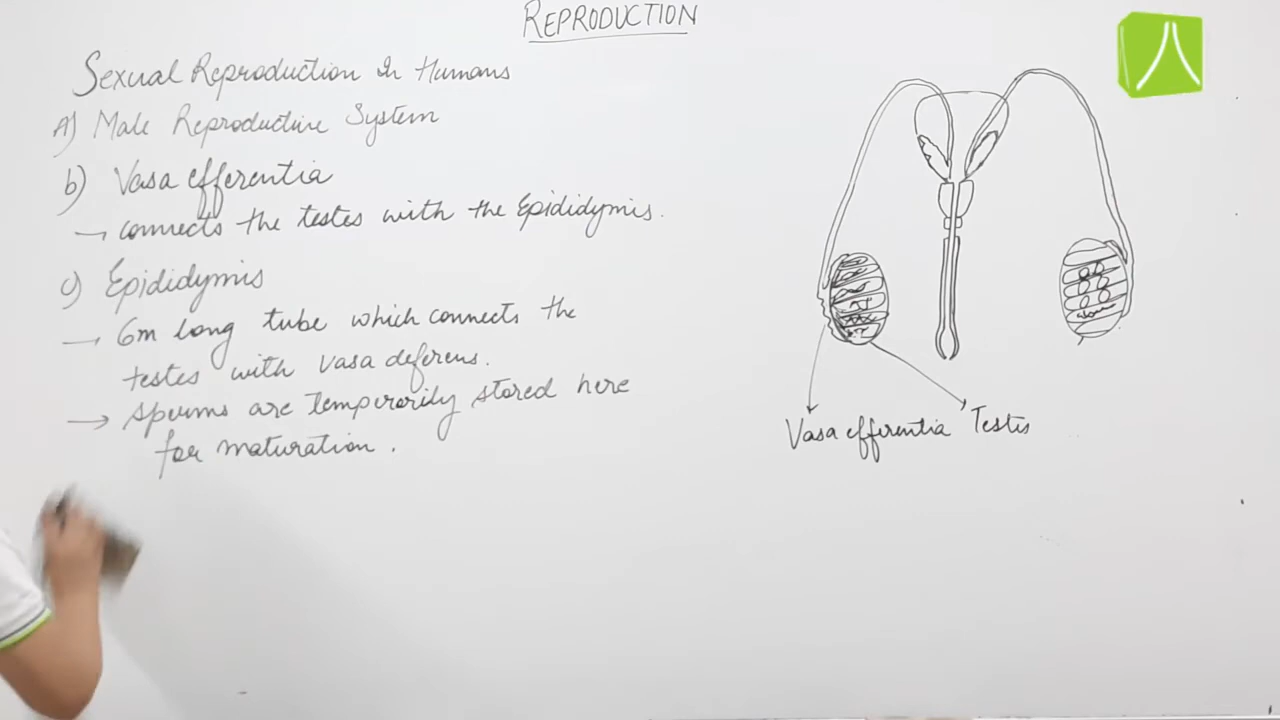 REPRODUCTION
Sexual Reproduction In Humans
A) Male Reproductive System
b) Vasa efferentia
→ connects the testes with the Epididymis.
c) Epididymis
→ 6m long tube which connects the
testes with vasa deferens.
→ sperms are temporarily stored here
for maturation.
Vasa efferentia Testis